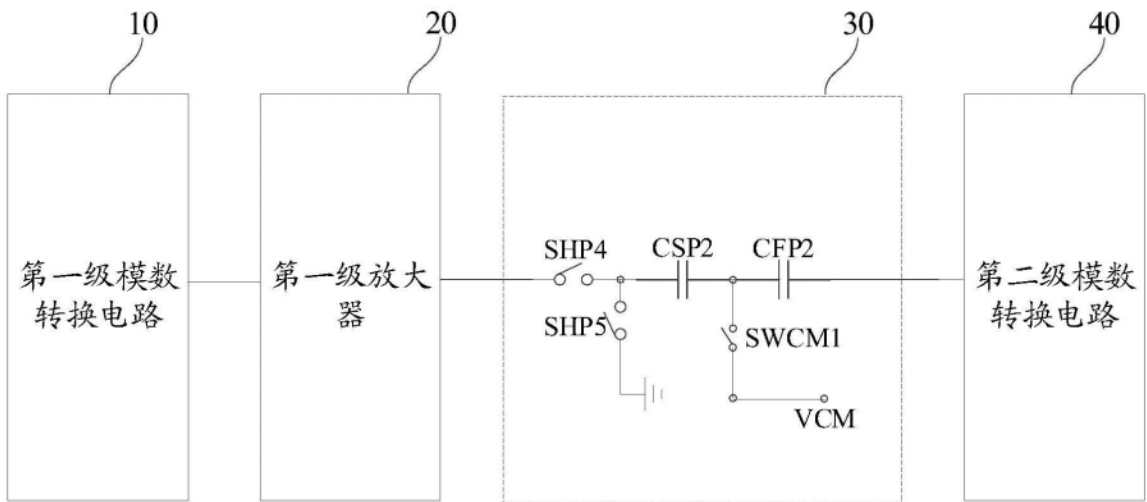 10
20
30
40
第一级模数
转换电路
第一级放大
器
SHP4
CSP2
CFP2
SHP5
SWCM1
VCM
第二级模数
转换电路